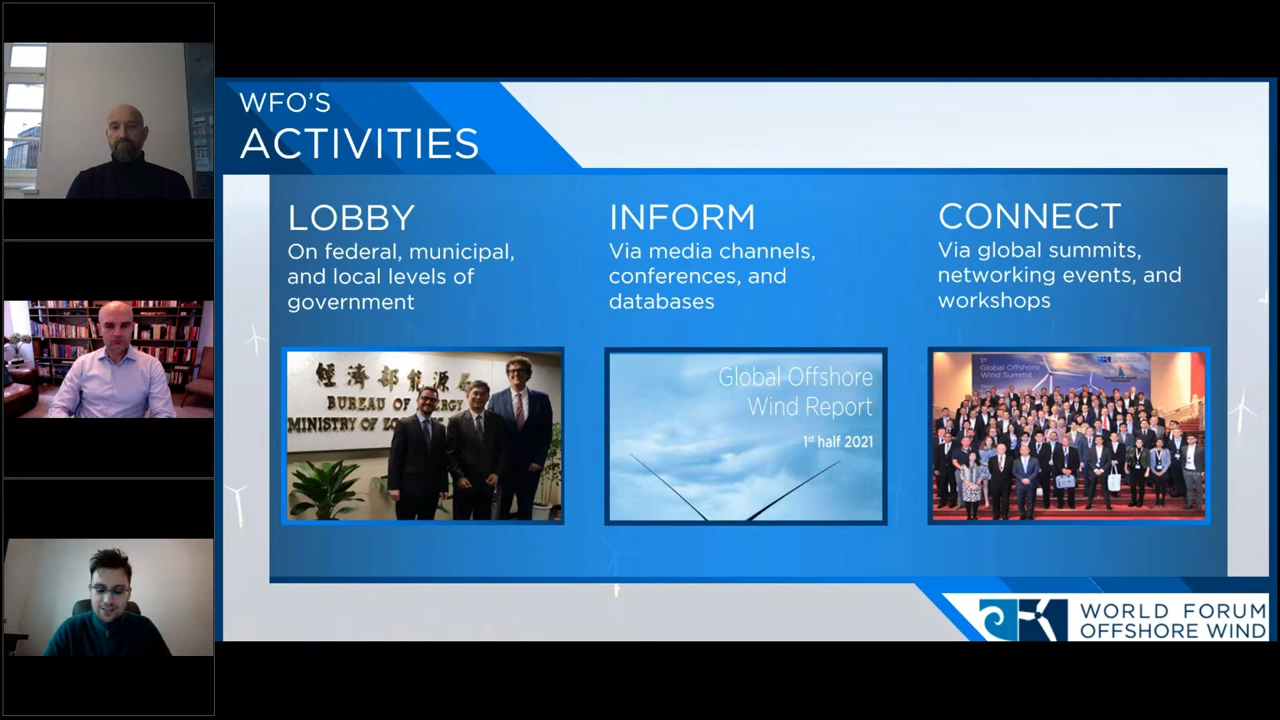 WFO'S
ACTIVITIES
LOBBY
On federal, municipal,
and local levels of
government
INFORM
Via media channels,
conferences, and
databases
CONNECT
Via global summits,
networking events, and
workshops
經濟部能源局
BUREAU OF ENERGY
MINISTRY OF
Global Offshore
Wind Report
1st half 2021
1st
Global Offshore
Wind Summit
WORLD FORUM
OFFSHORE WIND